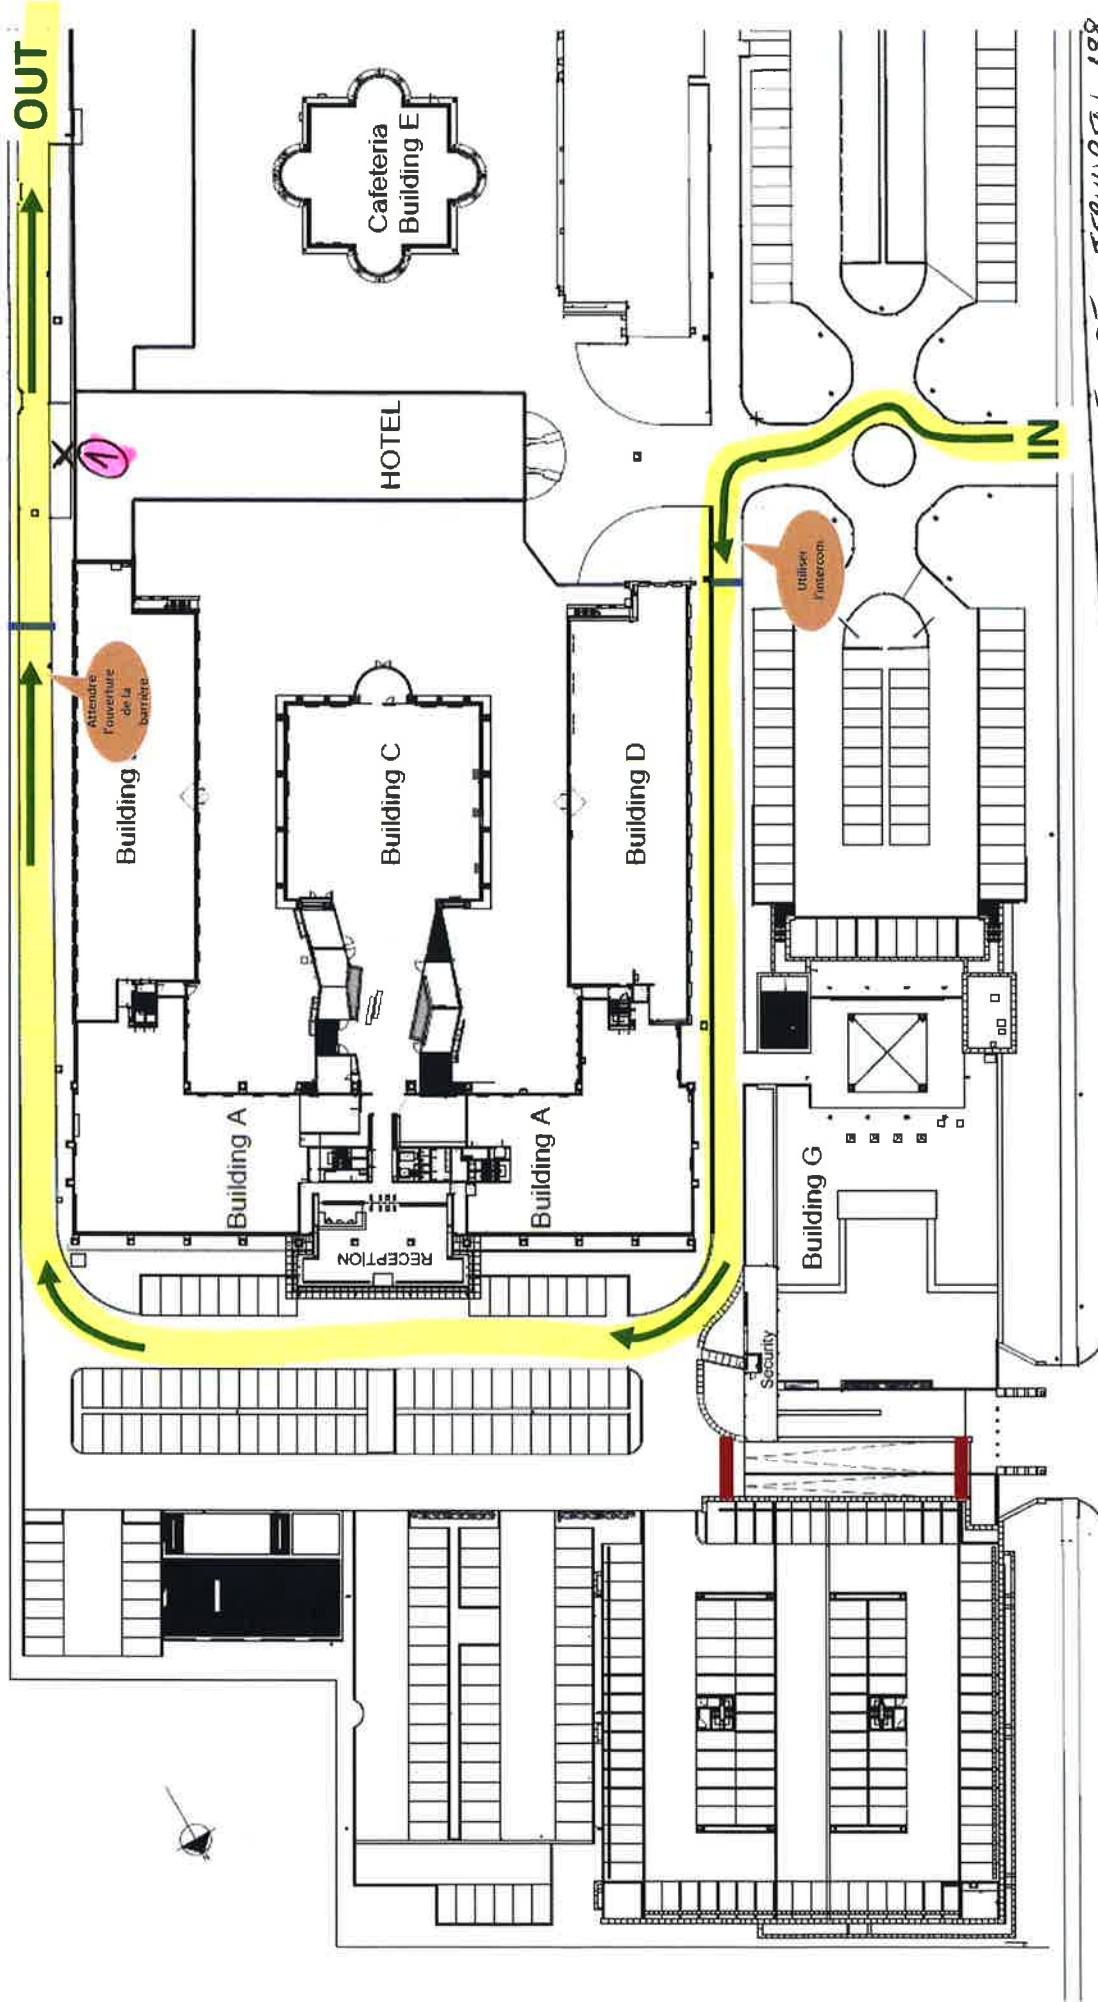 OUT
Cafeteria
Building E
HOTEL
1
X
IN
Attendre
l'ouverture
de la
barrière
Utiliser
l'intercom
Building
Building C
Building D
Building A
Building A
RECEPTION
Building G
Security